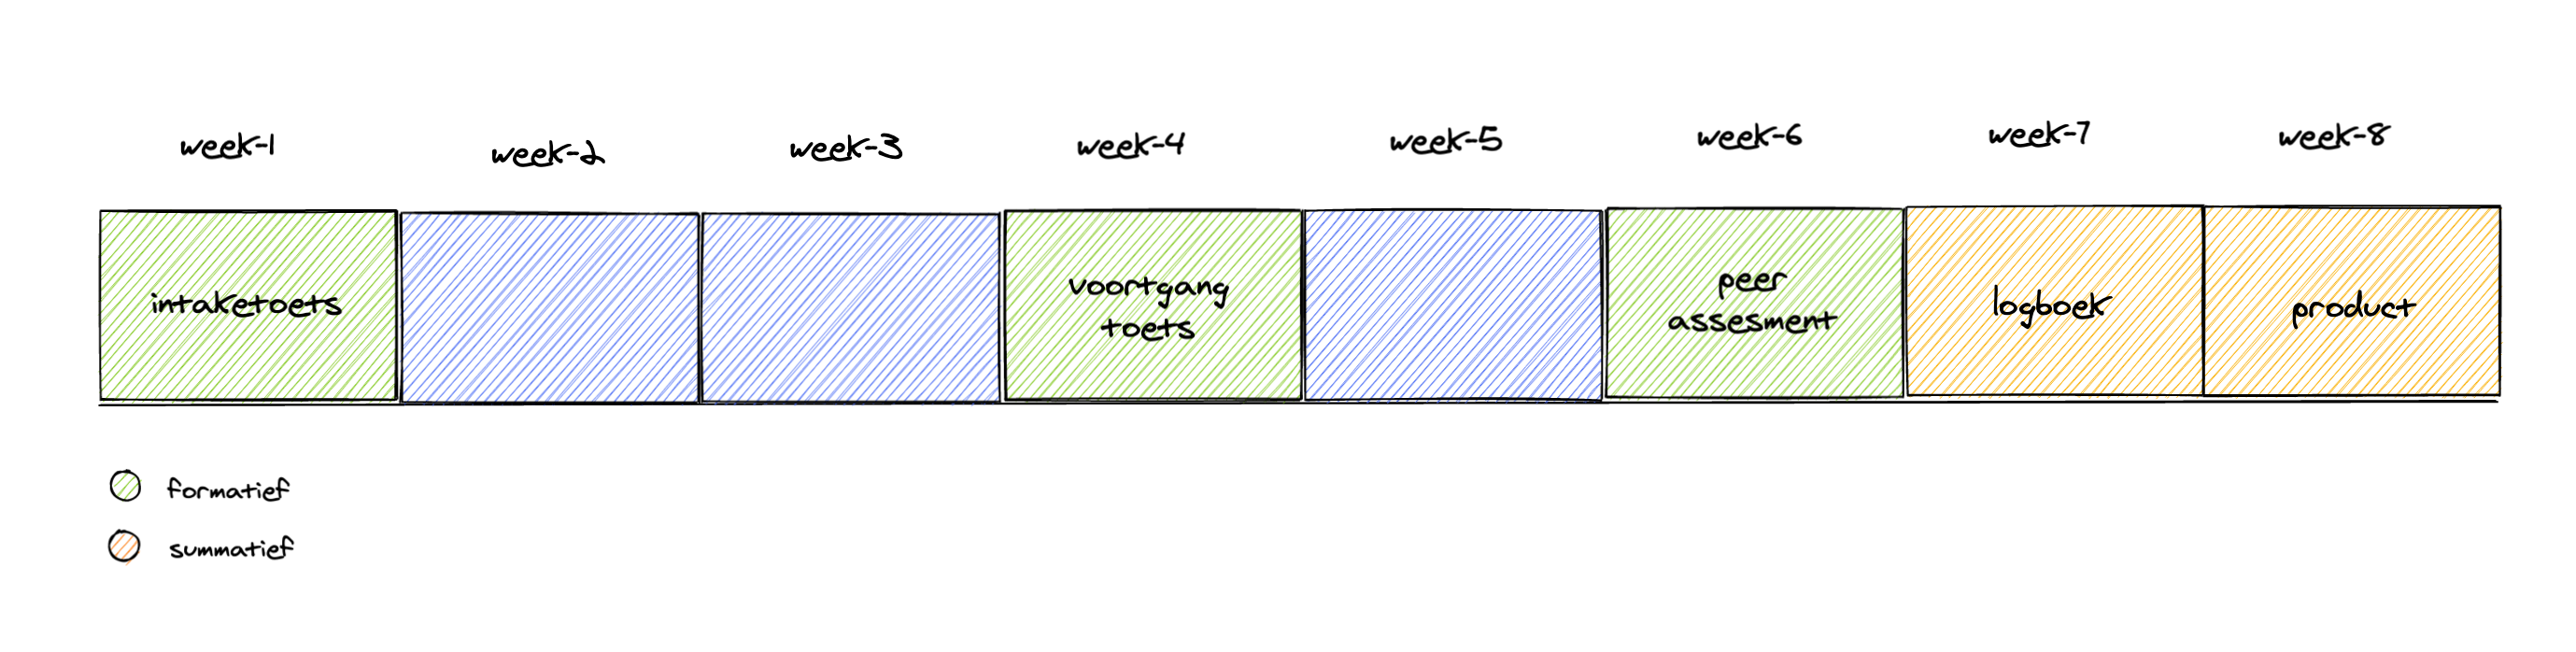 week-1
week-2
week-3
week-4
week-5
week-6
week-7
week-8
intaketoets
voortgang
toets
peer
assesment
logboek
product
formatief
summatief